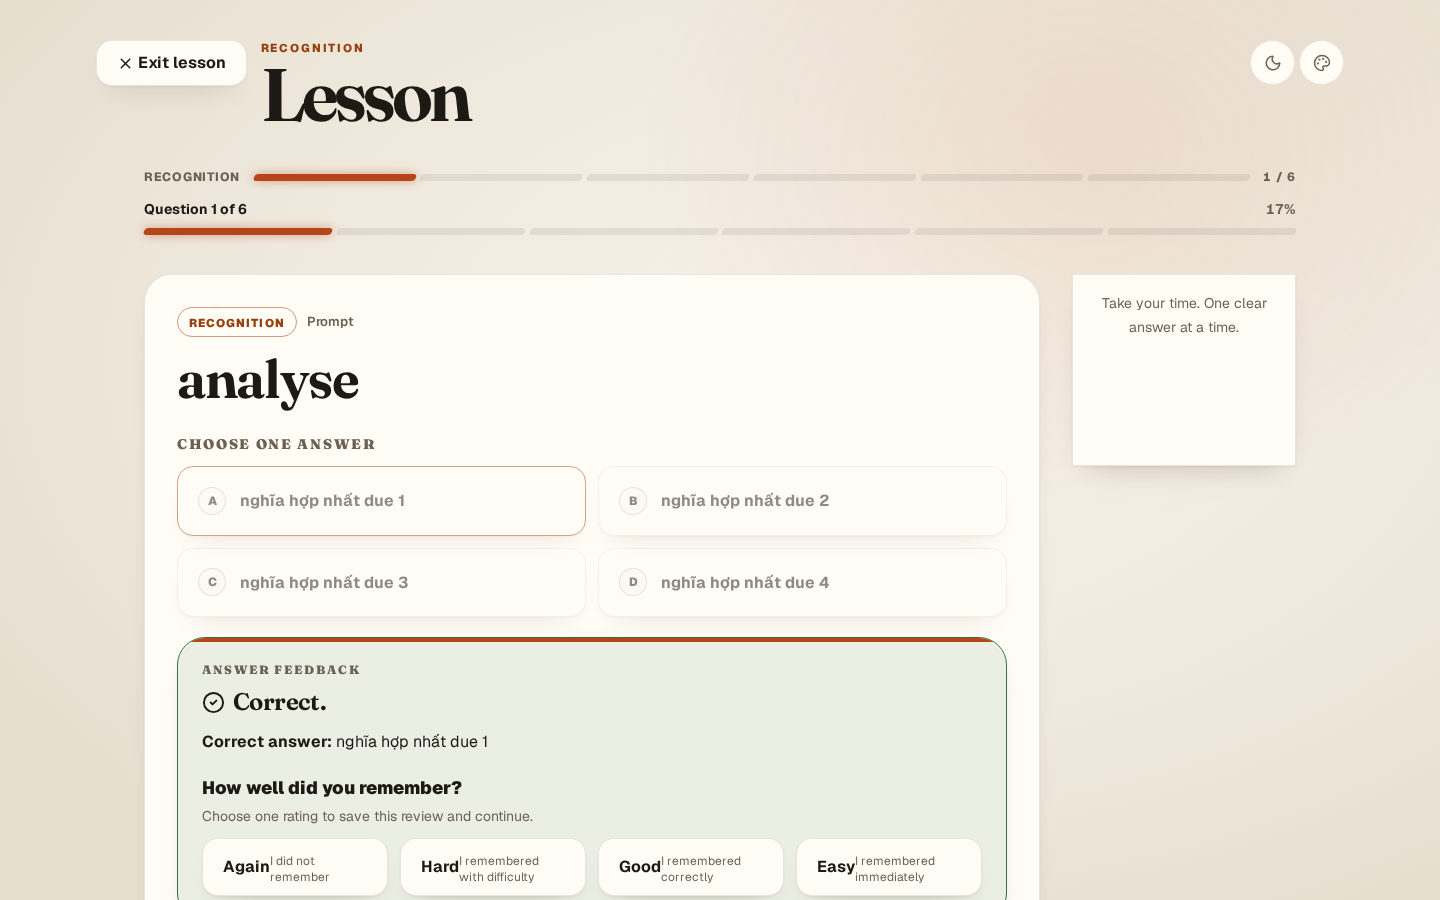 Exit lesson
RECOGNITION
Lesson
RECOGNITION
1 / 6
Question 1 of 6
17%
RECOGNITION
Prompt
analyse
CHOOSE ONE ANSWER
A
nghĩa hợp nhất due 1
B
nghĩa hợp nhất due 2
C
nghĩa hợp nhất due 3
D
nghĩa hợp nhất due 4
ANSWER FEEDBACK
Correct.
Correct answer: nghĩa hợp nhất due 1
How well did you remember?
Choose one rating to save this review and continue.
Again
I did not
remember
Hard
I remembered
with difficulty
Good
I remembered
correctly
Easy
I remembered
immediately
Take your time. One clear
answer at a time.